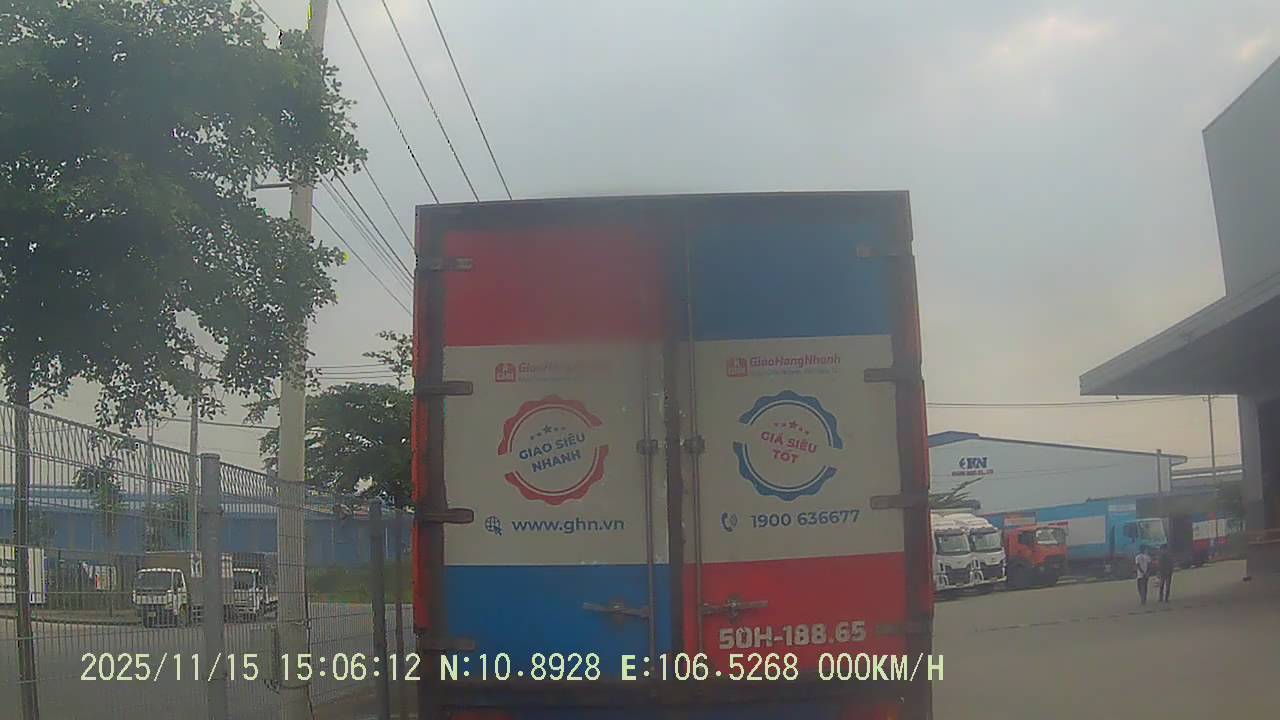 GiaoHangNhanh
GIAO SIÊU
NHANH
www.ghn.vn
GiaoHangNhanh
GIÁ SIÊU
TỐT
1900 636677
50H-188.65
2025/11/15 15:06:12 N:10.8928 E:106.5268 000KM/H